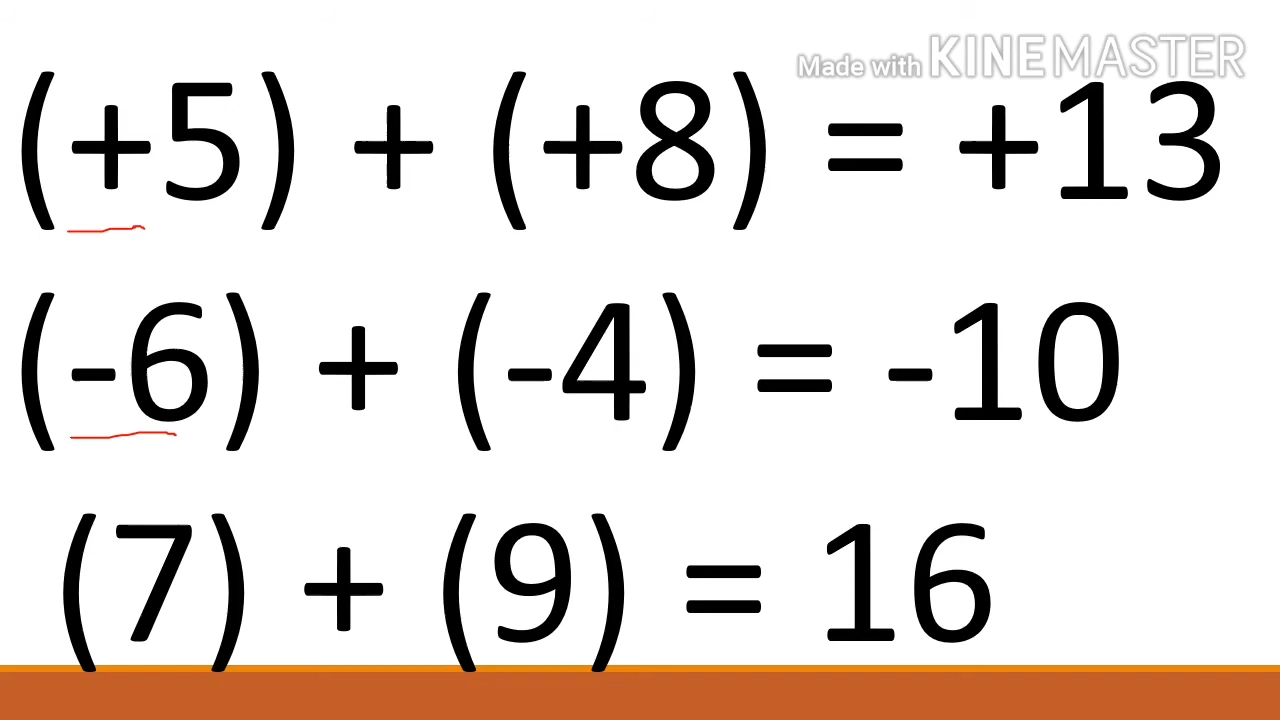 Made with KINEMASTER
(+5) + (+8) = +13
(-6) + (-4) = -10
(7) + (9) = 16